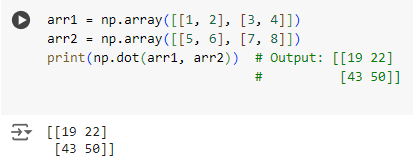 arr1 = np.array([[1, 2], [3, 4]])
arr2 = np.array([[5, 6], [7, 8]])
print(np.dot(arr1, arr2))  # Output: [[19 22]
                           #          [43 50]]
[[19 22]
 [43 50]]